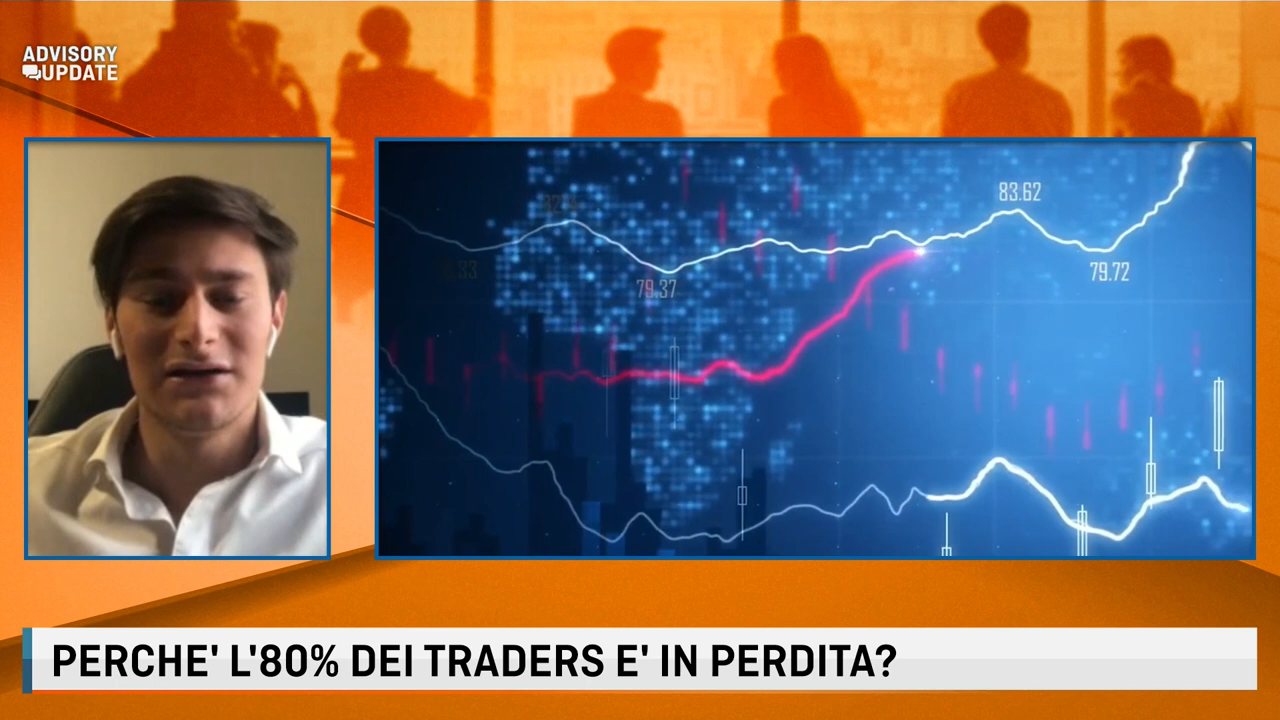 ADVISORY
UPDATE
83.62
79.37
79.72
PERCHE' L'80% DEI TRADERS E' IN PERDITA?